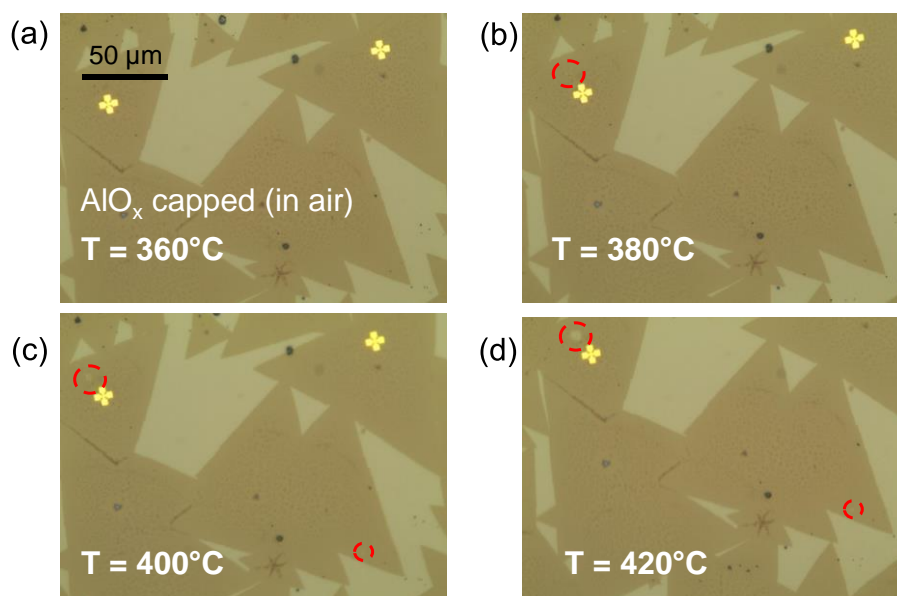 (a)
50 μm
AlOₓ capped (in air)
T = 360°C
(b)
T = 380°C
(c)
T = 400°C
(d)
T = 420°C